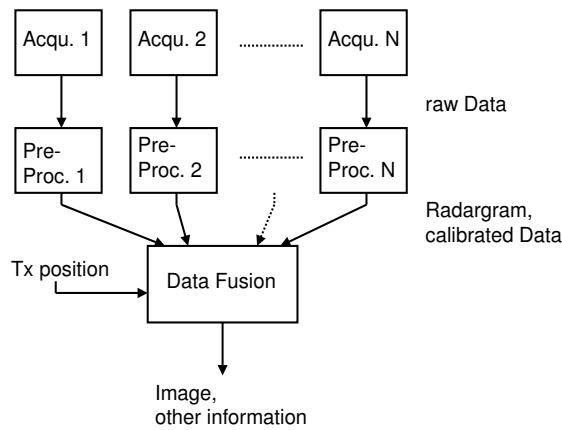 Acqu. 1
Acqu. 2
Acqu. N
raw Data
Pre-
Proc. 1
Pre-
Proc. 2
Pre-
Proc. N
Radargram,
calibrated Data
Tx position
Data Fusion
Image,
other information